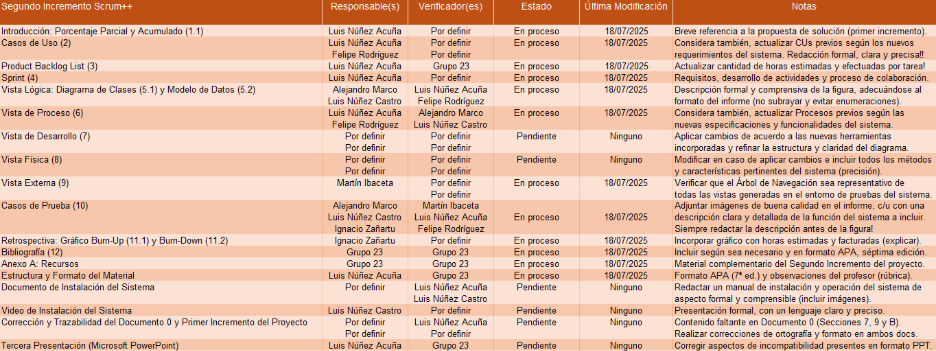 Segundo Incremento Scrum++ Responsable(s) Verificador(es) Estado Última Modificación Notas
Introducción: Porcentaje Parcial y Acumulado (1.1) Luis Núñez Acuña Por definir En proceso 18/07/2025 Breve referencia a la propuesta de solución (primer incremento).
Casos de Uso (2) Luis Núñez Acuña Por definir En proceso 18/07/2025 Considera también, actualizar CUs previos según los nuevos
Felipe Rodríguez Por definir requerimientos del sistema. Redacción formal, clara y precisa!!
Product Backlog List (3) Luis Núñez Acuña Grupo 23 En proceso 18/07/2025 Actualizar cantidad de horas estimadas y efectuadas por tarea!
Sprint (4) Luis Núñez Acuña Por definir En proceso 18/07/2025 Requisitos, desarrollo de actividades y proceso de colaboración.
Vista Lógica: Diagrama de Clases (5.1) y Modelo de Datos (5.2) Alejandro Marco Luis Núñez Acuña En proceso 18/07/2025 Descripción formal y comprensiva de la figura, adecuándose al
Luis Núñez Castro Felipe Rodríguez formato del informe (no subrayar y evitar enumeraciones).
Vista de Proceso (6) Luis Núñez Acuña Alejandro Marco En proceso 18/07/2025 Considera también, actualizar Procesos previos según las
Felipe Rodríguez Luis Núñez Castro nuevas especificaciones y funcionalidades del sistema.
Vista de Desarrollo (7) Por definir Por definir Pendiente Ninguno Aplicar cambios de acuerdo a las nuevas herramientas
Por definir Por definir incorporadas y refinar la estructura y claridad del diagrama.
Vista Física (8) Por definir Por definir Pendiente Ninguno Modificar en caso de aplicar cambios e incluir todos los métodos
Por definir Por definir y características pertinentes del sistema (precisión).
Vista Externa (9) Martín Ibaceta Por definir En proceso 18/07/2025 Verificar que el Árbol de Navegación sea representativo de
Por definir todas las vistas generadas en el entorno de pruebas del sistema.
Casos de Prueba (10) Alejandro Marco Martín Ibaceta Adjuntar imágenes de buena calidad en el informe, c/u con una
Luis Núñez Castro Luis Núñez Acuña En proceso 18/07/2025 descripción clara y detallada de la función del sistema a incluir.
Ignacio Zañartu Felipe Rodríguez Siempre redactar la descripción antes de la figura!
Retrospectiva: Gráfico Burn-Up (11.1) y Burn-Down (11.2) Ignacio Zañartu Por definir En proceso 18/07/2025 Incorporar gráfico con horas estimadas y facturadas (explicar).
Bibliografía (12) Grupo 23 Grupo 23 En proceso 18/07/2025 Incluir según sea necesario y en formato APA, séptima edición.
Anexo A: Recursos Grupo 23 Grupo 23 En proceso 18/07/2025 Material complementario del Segundo Incremento del proyecto.
Estructura y Formato del Material Luis Núñez Acuña Grupo 23 En proceso 18/07/2025 Formato APA (7ª ed.) y observaciones del profesor (rúbrica).
Documento de Instalación del Sistema Por definir Luis Núñez Acuña Pendiente Ninguno Redactar un manual de instalación y operación del sistema de
Luis Núñez Castro aspecto formal y comprensible (incluir imágenes).
Video de Instalación del Sistema Luis Núñez Castro Por definir Pendiente Ninguno Presentación formal, con un lenguaje claro y preciso.
Corrección y Trazabilidad del Documento 0 y Primer Incremento del Proyecto Por definir Luis Núñez Acuña Pendiente Ninguno Contenido faltante en Documento 0 (Secciones 7, 9 y B).
Por definir Por definir Realizar correcciones de ortografía y formato en ambos docs.
Tercera Presentación (Microsoft PowerPoint) Luis Núñez Acuña Grupo 23 Pendiente Ninguno Corregir aspectos de incompatibilidad presentes en formato PPT.